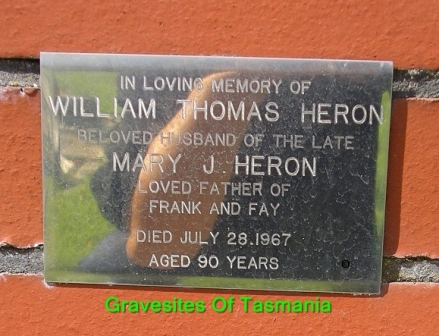 IN LOVING MEMORY OF
WILLIAM THOMAS HERON
BELOVED HUSBAND OF THE LATE
MARY J. HERON
LOVED FATHER OF
FRANK AND FAY
DIED JULY 28.1967
AGED 90 YEARS
Gravesites Of Tasmania